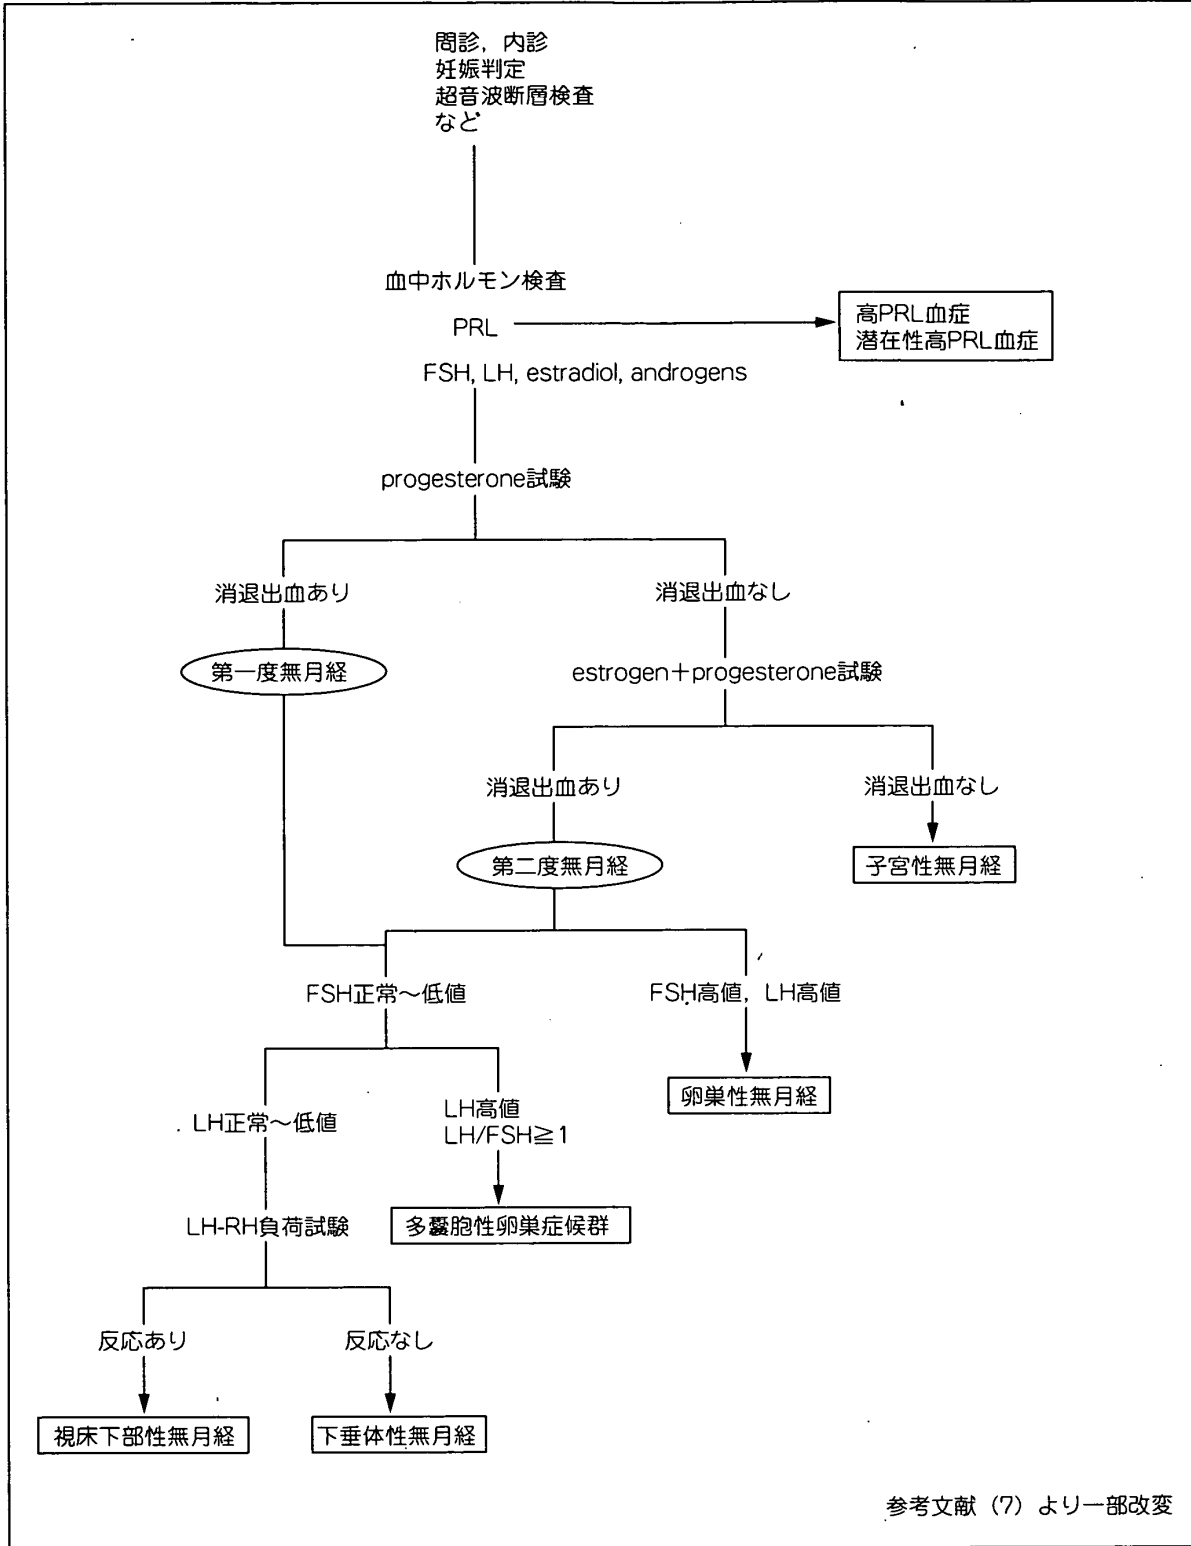 問診，内診
妊娠判定
超音波断層検査
など
血中ホルモン検査
PRL
高PRL血症
潜在性高PRL血症
FSH, LH, estradiol, androgens
progesterone試験
消退出血あり
消退出血なし
第一度無月経
estrogen＋progesterone試験
消退出血あり
消退出血なし
第二度無月経
子宮性無月経
FSH正常～低値
FSH高値，LH高値
卵巣性無月経
LH正常～低値
LH高値
LH/FSH≧1
LH-RH負荷試験
多嚢胞性卵巣症候群
反応あり
反応なし
視床下部性無月経
下垂体性無月経
参考文献（7）より一部改変